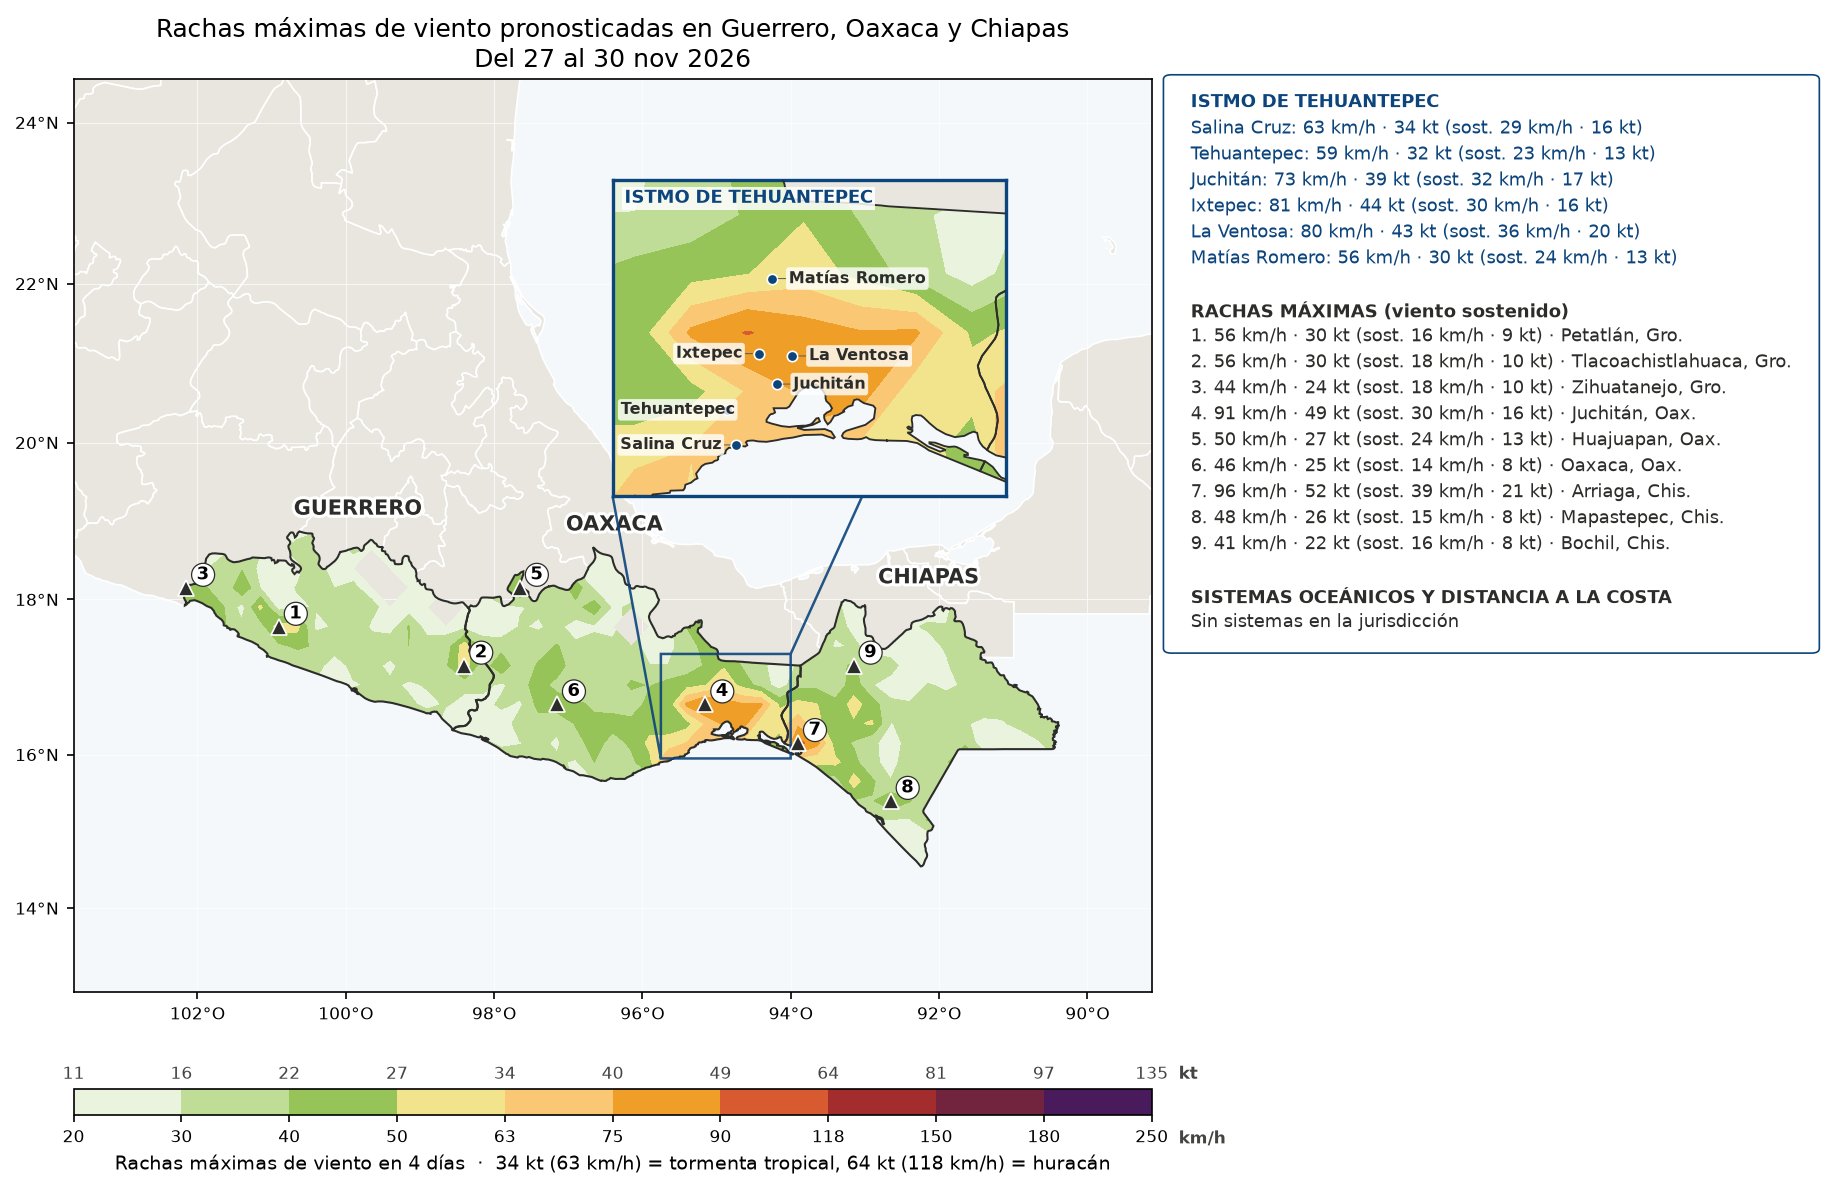 Rachas máximas de viento pronosticadas en Guerrero, Oaxaca y Chiapas
Del 27 al 30 nov 2026
24°N
22°N
20°N
18°N
16°N
14°N
102°O
100°O
98°O
96°O
94°O
92°O
90°O
ISTMO DE TEHUANTEPEC
Matías Romero
Ixtepec
La Ventosa
Juchitán
Tehuantepec
Salina Cruz
GUERRERO
OAXACA
CHIAPAS
3
1
2
5
6
4
7
9
8
ISTMO DE TEHUANTEPEC
Salina Cruz: 63 km/h · 34 kt (sost. 29 km/h · 16 kt)
Tehuantepec: 59 km/h · 32 kt (sost. 23 km/h · 13 kt)
Juchitán: 73 km/h · 39 kt (sost. 32 km/h · 17 kt)
Ixtepec: 81 km/h · 44 kt (sost. 30 km/h · 16 kt)
La Ventosa: 80 km/h · 43 kt (sost. 36 km/h · 20 kt)
Matías Romero: 56 km/h · 30 kt (sost. 24 km/h · 13 kt)
RACHAS MÁXIMAS (viento sostenido)
1. 56 km/h · 30 kt (sost. 16 km/h · 9 kt) · Petatlán, Gro.
2. 56 km/h · 30 kt (sost. 18 km/h · 10 kt) · Tlacoachistlahuaca, Gro.
3. 44 km/h · 24 kt (sost. 18 km/h · 10 kt) · Zihuatanejo, Gro.
4. 91 km/h · 49 kt (sost. 30 km/h · 16 kt) · Juchitán, Oax.
5. 50 km/h · 27 kt (sost. 24 km/h · 13 kt) · Huajuapan, Oax.
6. 46 km/h · 25 kt (sost. 14 km/h · 8 kt) · Oaxaca, Oax.
7. 96 km/h · 52 kt (sost. 39 km/h · 21 kt) · Arriaga, Chis.
8. 48 km/h · 26 kt (sost. 15 km/h · 8 kt) · Mapastepec, Chis.
9. 41 km/h · 22 kt (sost. 16 km/h · 8 kt) · Bochil, Chis.
SISTEMAS OCEÁNICOS Y DISTANCIA A LA COSTA
Sin sistemas en la jurisdicción
11 16 22 27 34 40 49 64 81 97 135 kt
20 30 40 50 63 75 90 118 150 180 250 km/h
Rachas máximas de viento en 4 días · 34 kt (63 km/h) = tormenta tropical, 64 kt (118 km/h) = huracán